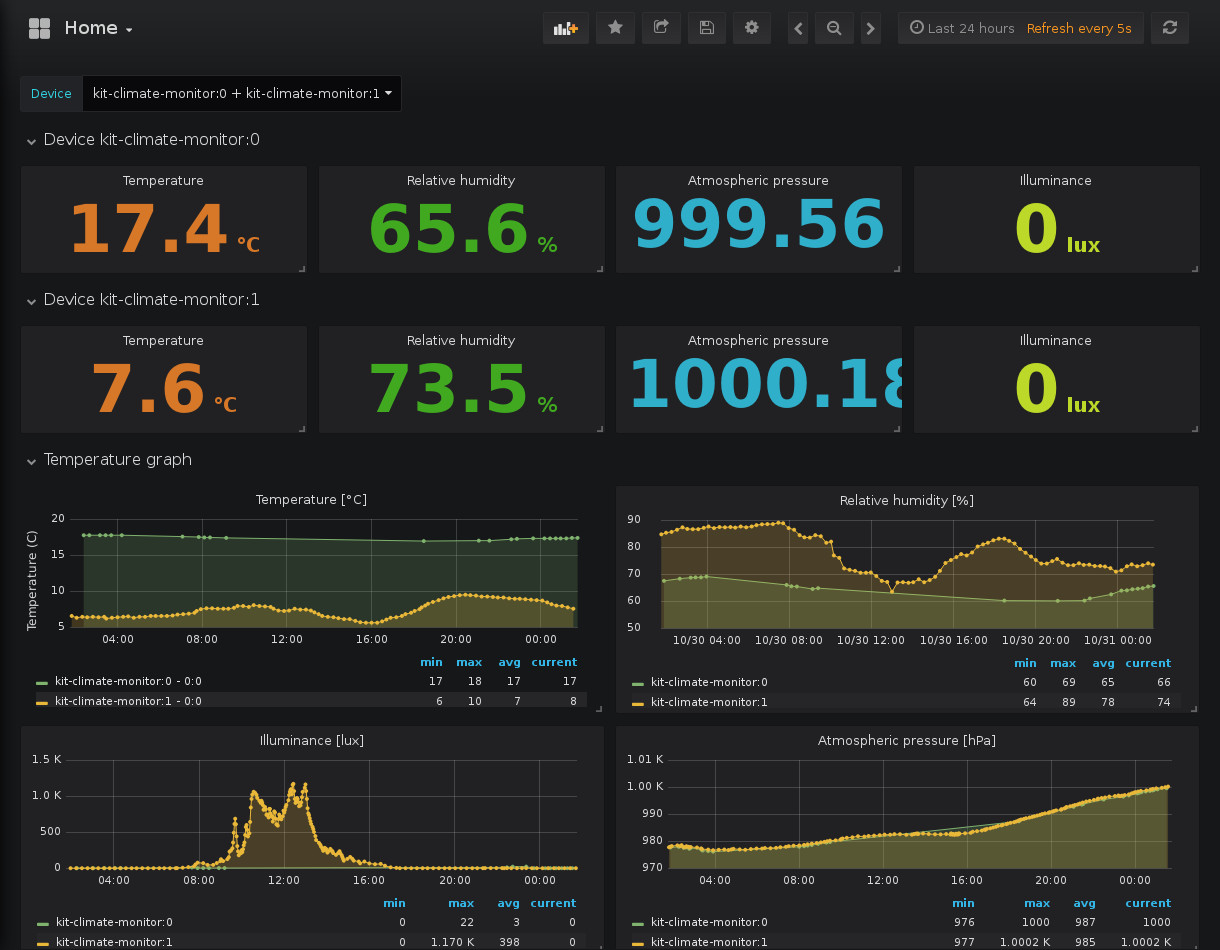 Home
Last 24 hours Refresh every 5s
Device kit-climate-monitor:0 + kit-climate-monitor:1
Device kit-climate-monitor:0
Temperature Relative humidity Atmospheric pressure Illuminance
17.4 °C 65.6 % 999.56 0 lux
Device kit-climate-monitor:1
Temperature Relative humidity Atmospheric pressure Illuminance
7.6 °C 73.5 % 1000.18 0 lux
Temperature graph
Temperature [°C]
Temperature (C)
20
15
10
5
04:00 08:00 12:00 16:00 20:00 00:00
min max avg current
kit-climate-monitor:0 - 0:0 17 18 17 17
kit-climate-monitor:1 - 0:0 6 10 7 8
Relative humidity [%]
90
80
70
60
50
10/30 04:00 10/30 08:00 10/30 12:00 10/30 16:00 10/30 20:00 10/31 00:00
min max avg current
kit-climate-monitor:0 60 69 65 66
kit-climate-monitor:1 64 89 78 74
Illuminance [lux]
1.5 K
1.0 K
500
0
04:00 08:00 12:00 16:00 20:00 00:00
min max avg current
kit-climate-monitor:0 0 22 3 0
kit-climate-monitor:1 0 1.170 K 398 0
Atmospheric pressure [hPa]
1.01 K
1.00 K
990
980
970
04:00 08:00 12:00 16:00 20:00 00:00
min max avg current
kit-climate-monitor:0 976 1000 987 1000
kit-climate-monitor:1 977 1.0002 K 985 1.0002 K